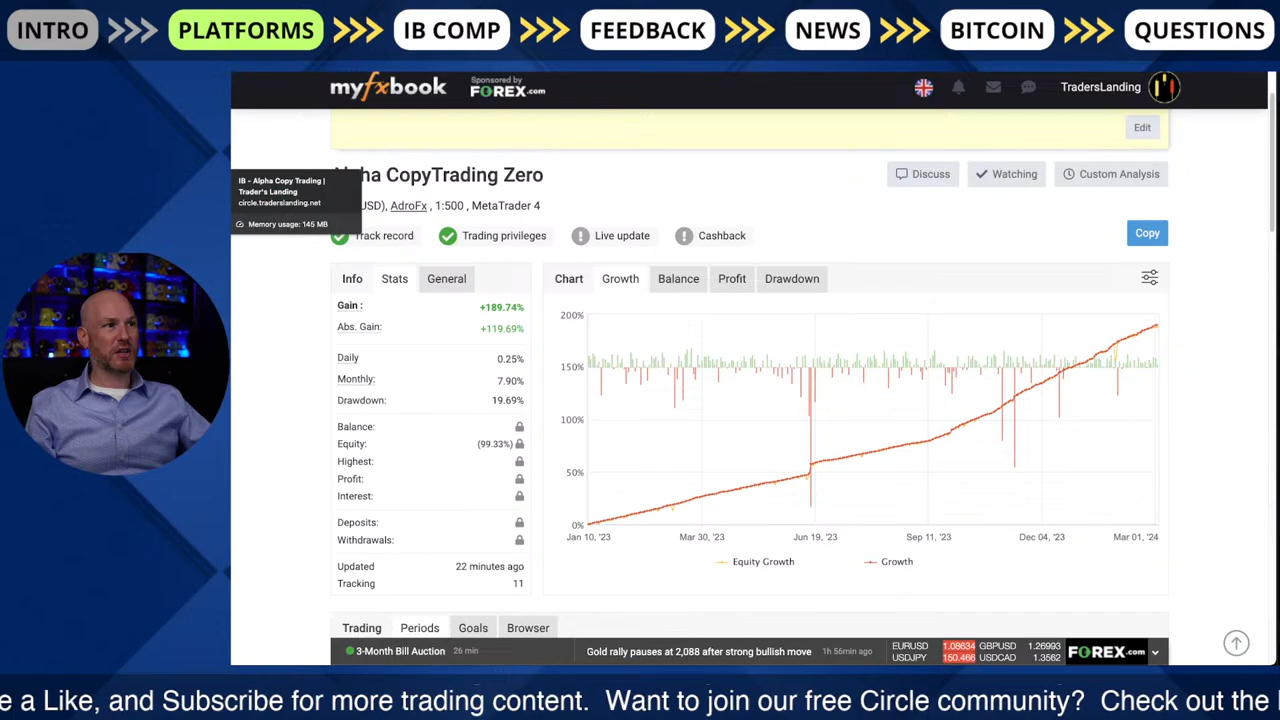 INTRO PLATFORMS IB COMP FEEDBACK NEWS BITCOIN QUESTIONS
myfxbook Sponsored by FOREX.com TradersLanding
Edit
CopyTrading Zero Discuss Watching Custom Analysis
IB - Alpha Copy Trading |
Trader's Landing
circle.traderslanding.net
Memory usage: 145 MB
AdroFx , 1:500 , MetaTrader 4
Track record Trading privileges Live update Cashback Copy
Info Stats General
Chart Growth Balance Profit Drawdown
Gain : +189.74%
Abs. Gain: +119.69%
Daily 0.25%
Monthly: 7.90%
Drawdown: 19.69%
Balance:
Equity: (99.33%)
Highest:
Profit:
Interest:
Deposits:
Withdrawals:
Updated 22 minutes ago
Tracking 11
200%
150%
100%
50%
0%
Jan 10, '23 Mar 30, '23 Jun 19, '23 Sep 11, '23 Dec 04, '23 Mar 01, '24
Equity Growth Growth
Trading Periods Goals Browser
3-Month Bill Auction 26 min Gold rally pauses at 2,088 after strong bullish move 1h 56min ago
EURUSD 1.08634 GBPUSD 1.26993
USDJPY 150.466 USDCAD 1.3562
FOREX.com
e a Like, and Subscribe for more trading content. Want to join our free Circle community? Check out the